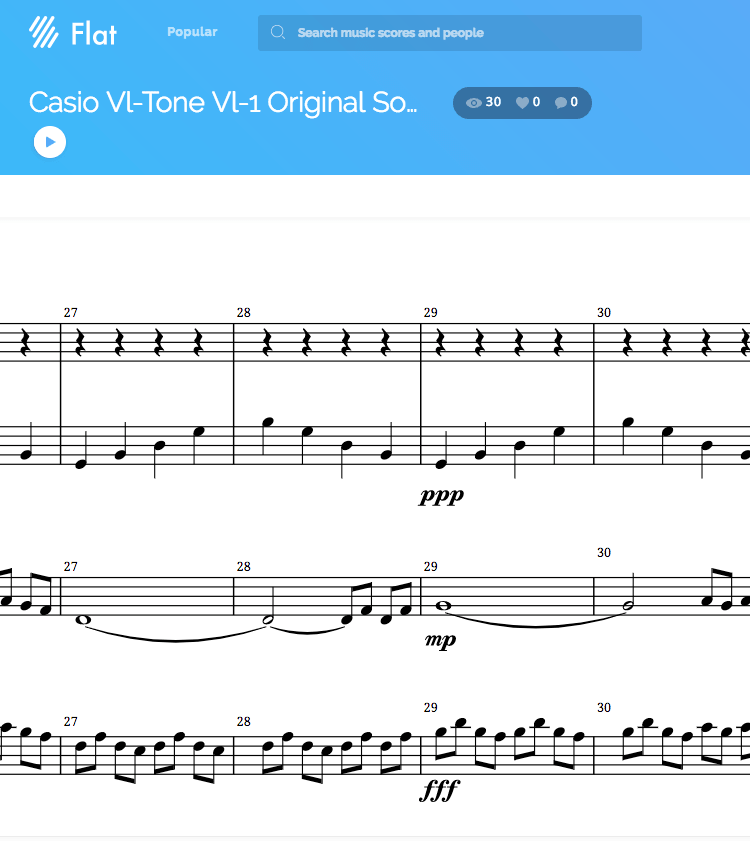 Flat Popular Search music scores and people
Casio Vl-Tone Vl-1 Original So... 30 0 0
27 28 29 30
ppp
27 28 29 30
mp
27 28 29 30
fff